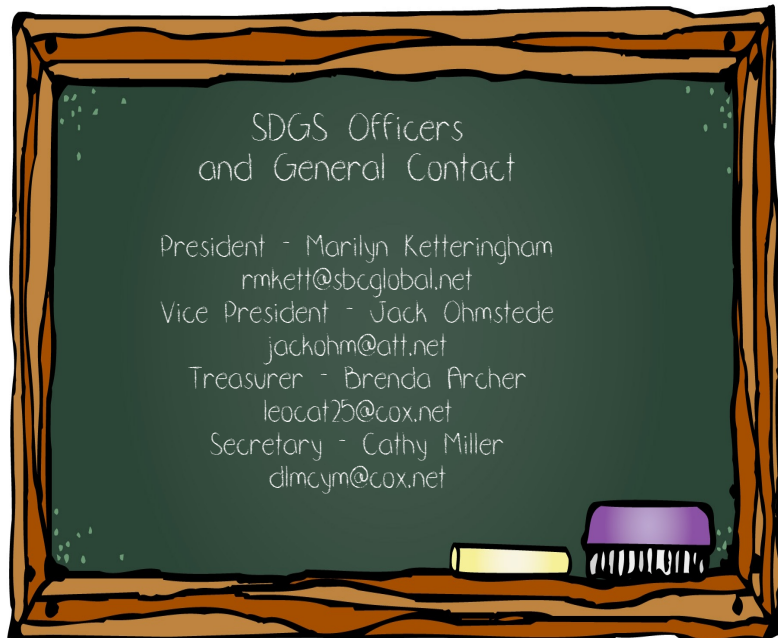 SDGS Officers
and General Contact
President - Marilyn Ketteringham
rmkett@sbcglobal.net
Vice President - Jack Ohmstede
jackohm@att.net
Treasurer - Brenda Archer
leocat25@cox.net
Secretary - Cathy Miller
dlmcym@cox.net